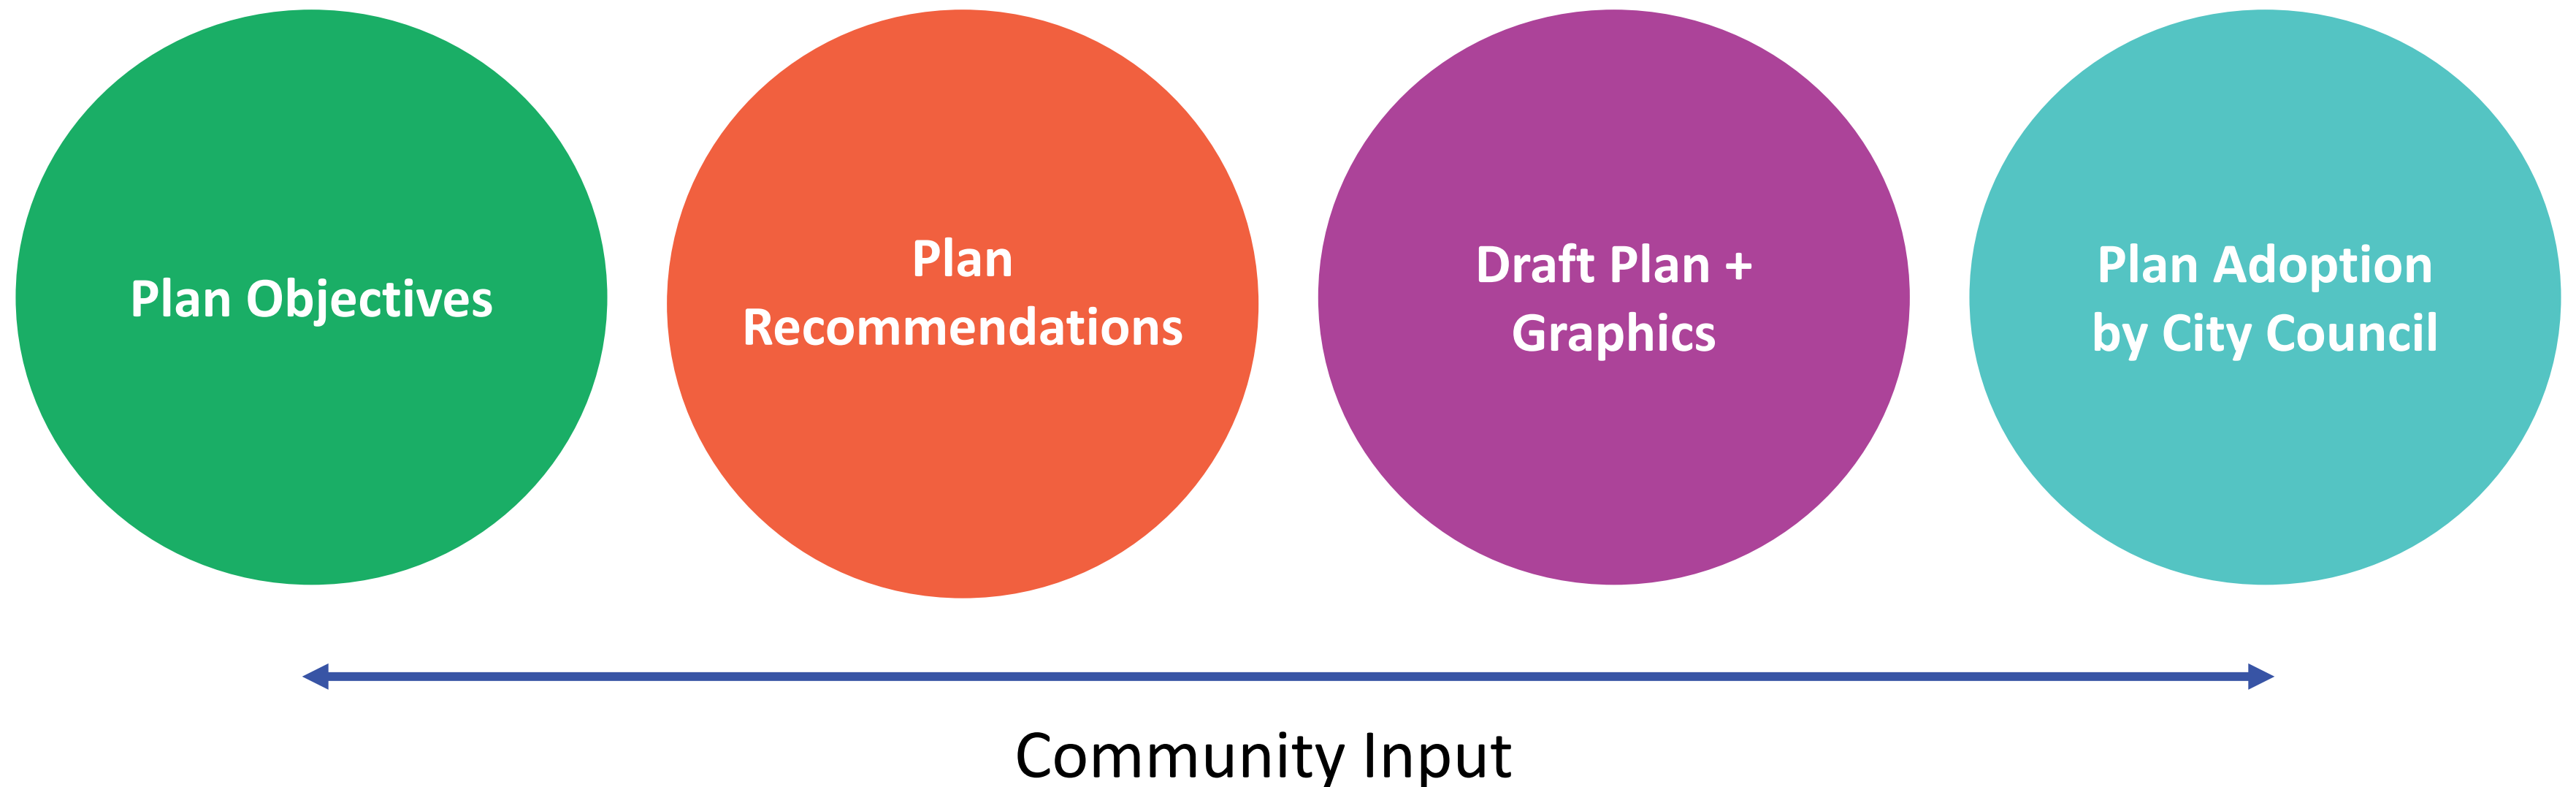 Plan Objectives
Plan
Recommendations
Draft Plan +
Graphics
Plan Adoption
by City Council
Community Input